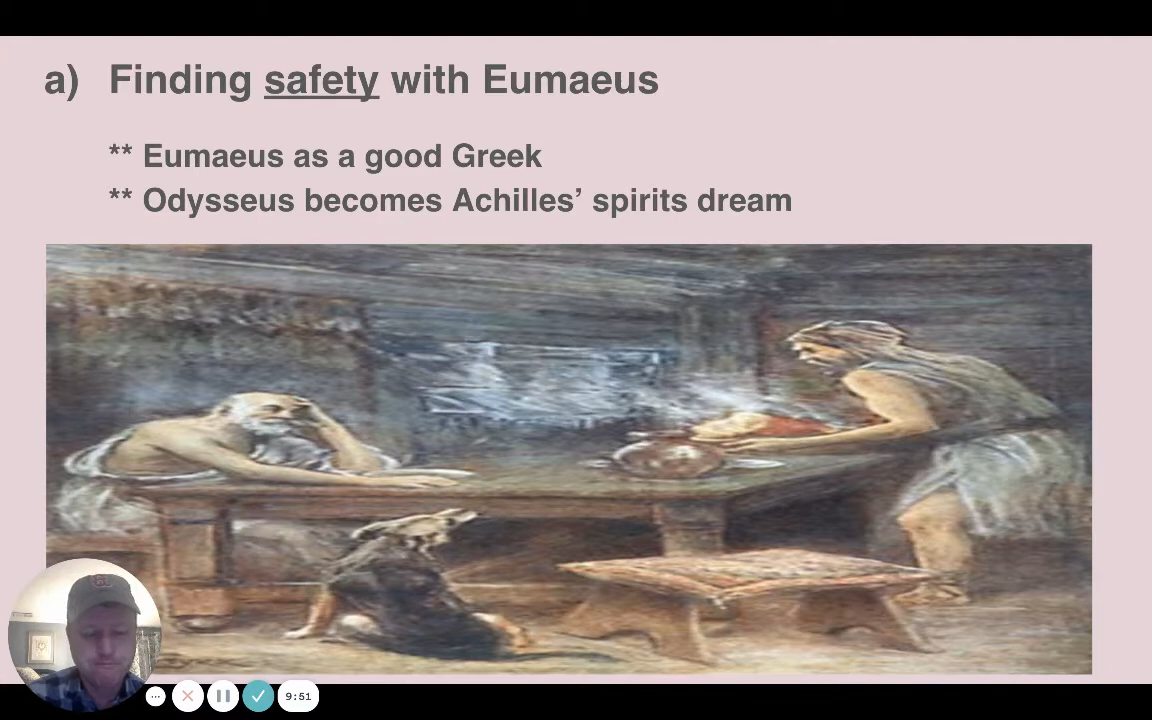 a) Finding safety with Eumaeus
** Eumaeus as a good Greek
** Odysseus becomes Achilles’ spirits dream
9:51